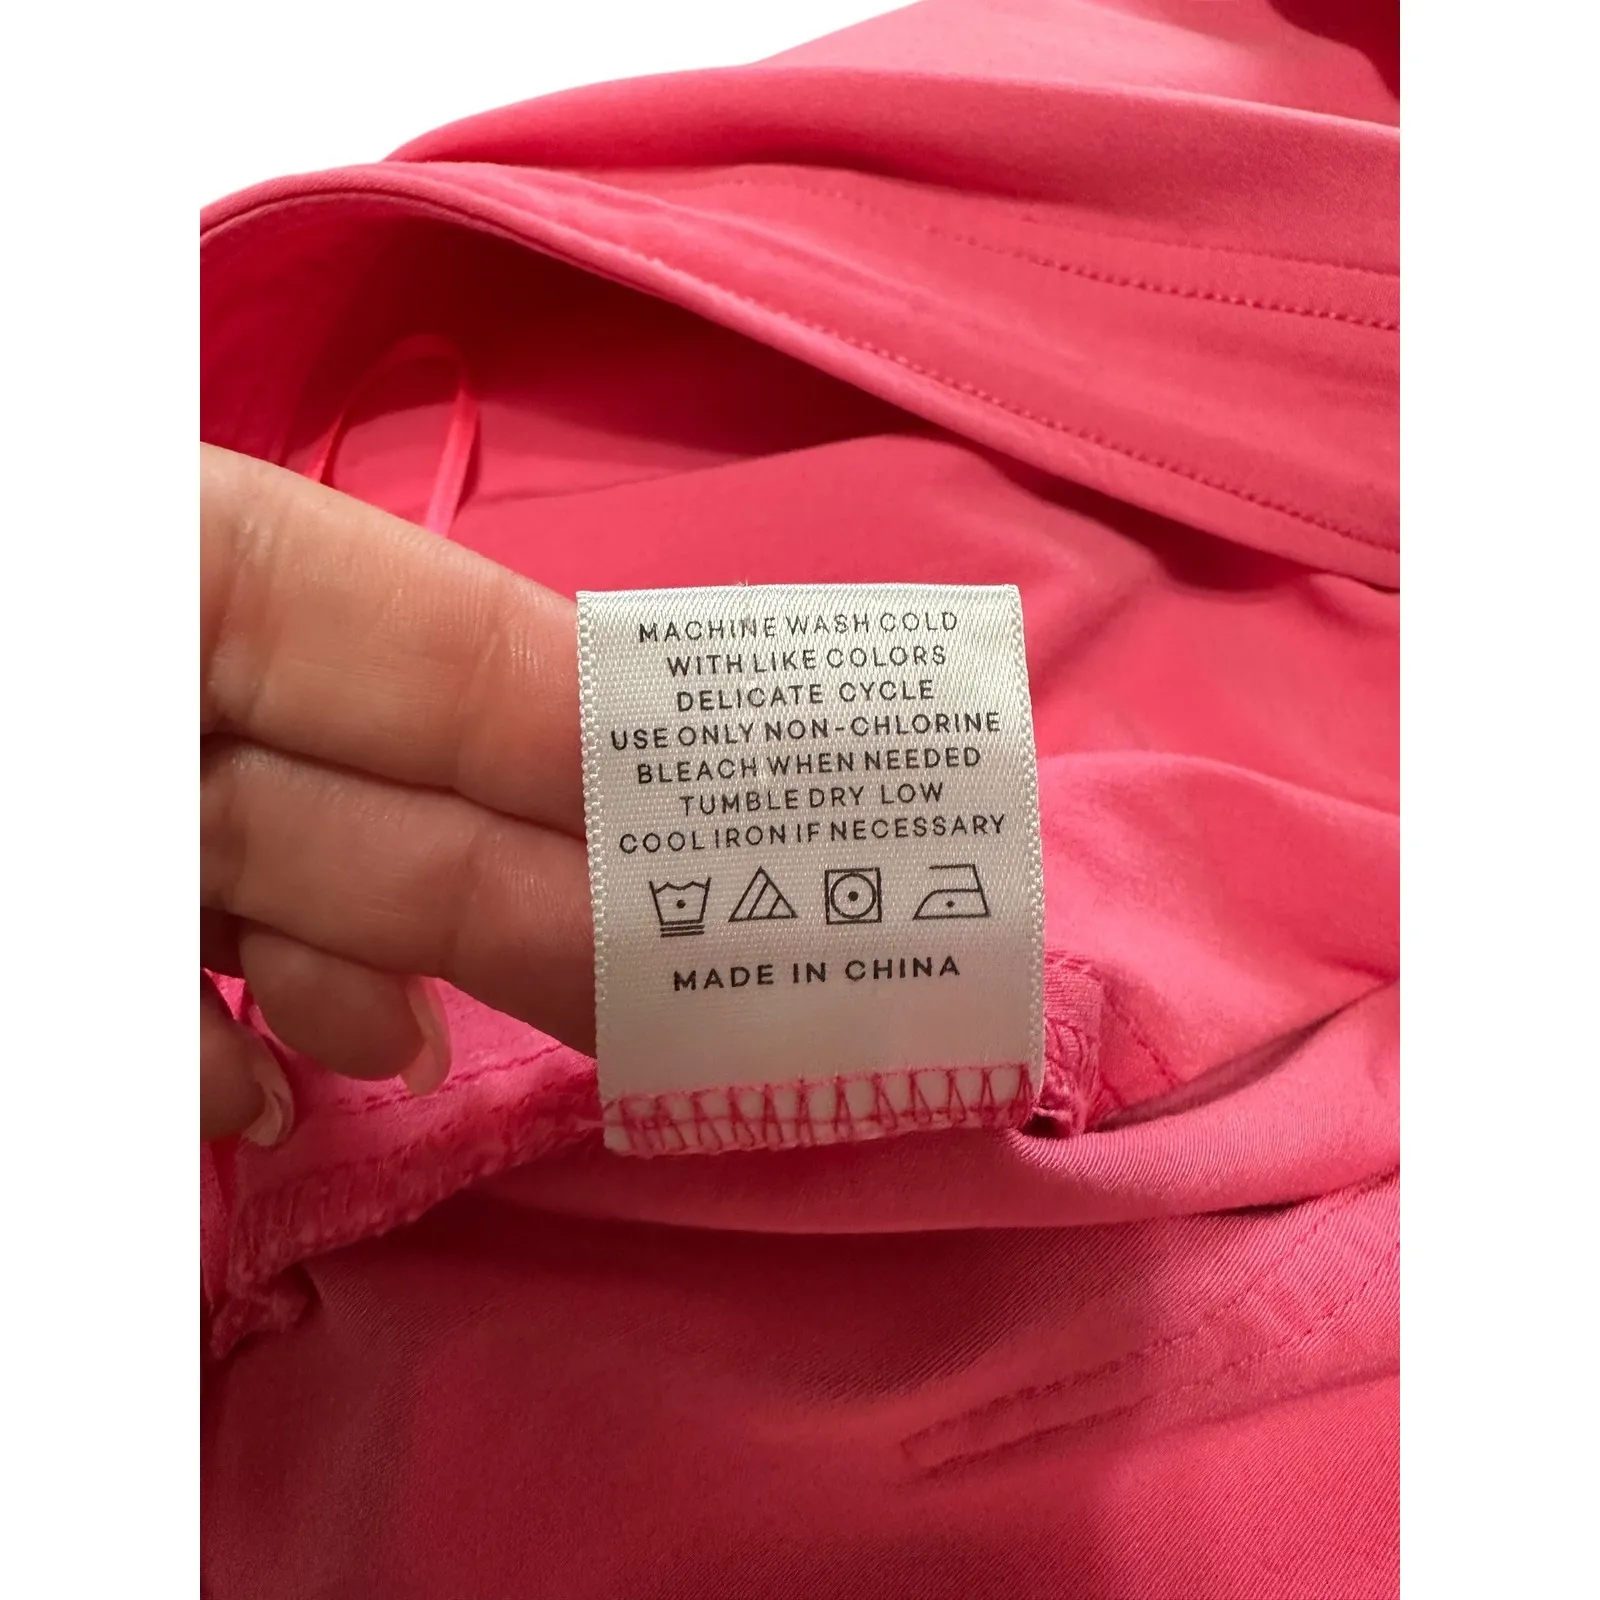 MACHINE WASH COLD
WITH LIKE COLORS
DELICATE CYCLE
USE ONLY NON-CHLORINE
BLEACH WHEN NEEDED
TUMBLE DRY LOW
COOL IRON IF NECESSARY
MADE IN CHINA